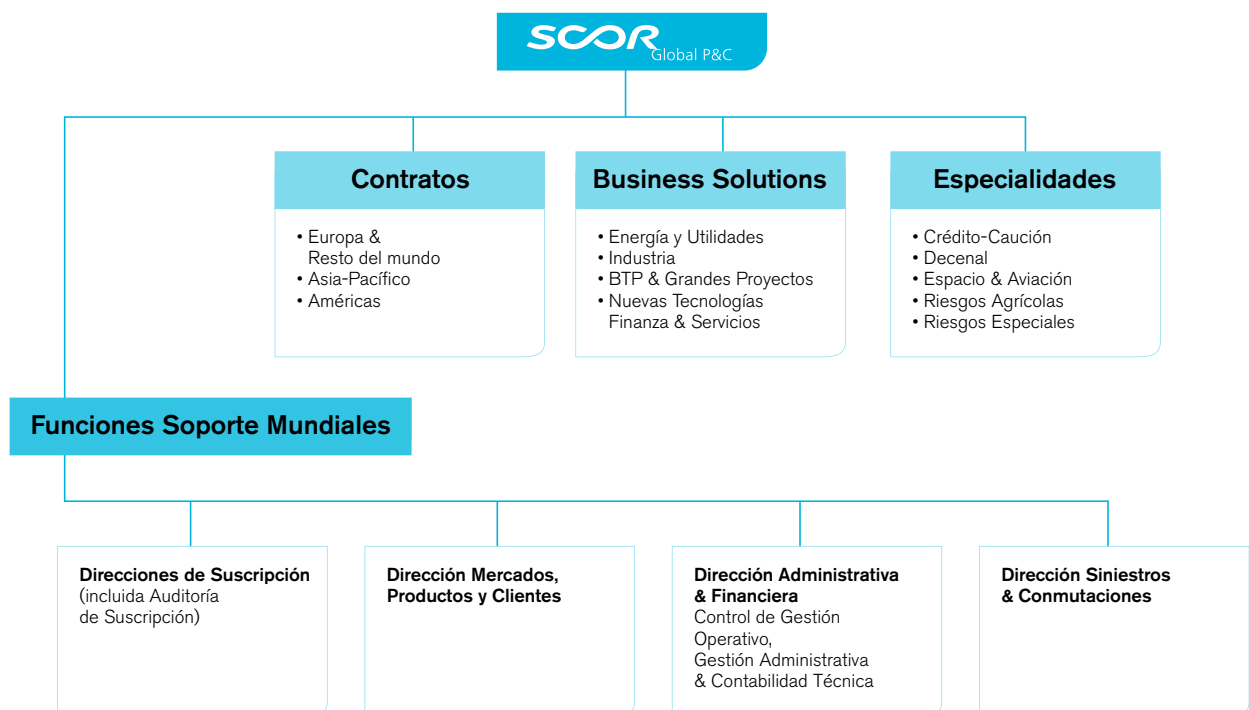 SCOR
Global P&C
Contratos
• Europa &
Resto del mundo
• Asia-Pacífico
• Américas
Business Solutions
• Energía y Utilidades
• Industria
• BTP & Grandes Proyectos
• Nuevas Tecnologías
Finanza & Servicios
Especialidades
• Crédito-Caución
• Decenal
• Espacio & Aviación
• Riesgos Agrícolas
• Riesgos Especiales
Funciones Soporte Mundiales
Direcciones de Suscripción
(incluida Auditoría
de Suscripción)
Dirección Mercados,
Productos y Clientes
Dirección Administrativa
& Financiera
Control de Gestión
Operativo,
Gestión Administrativa
& Contabilidad Técnica
Dirección Siniestros
& Conmutaciones